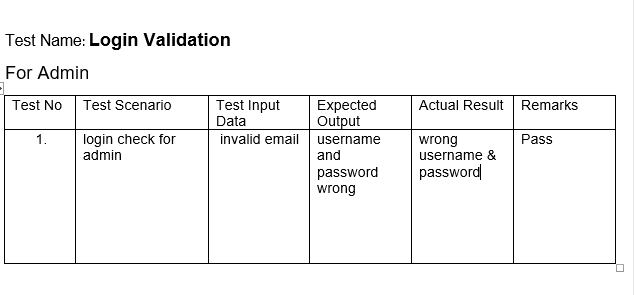 Test Name: Login Validation
For Admin
Test No Test Scenario Test Input Data Expected Output Actual Result Remarks
1. login check for admin invalid email username and password wrong wrong username & password Pass